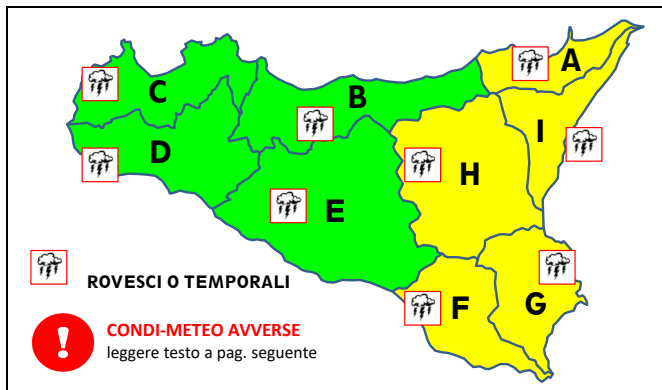 A
C
B
I
D
H
E
G
F
ROVESCI O TEMPORALI
!
CONDI-METEO AVVERSE
leggere testo a pag. seguente